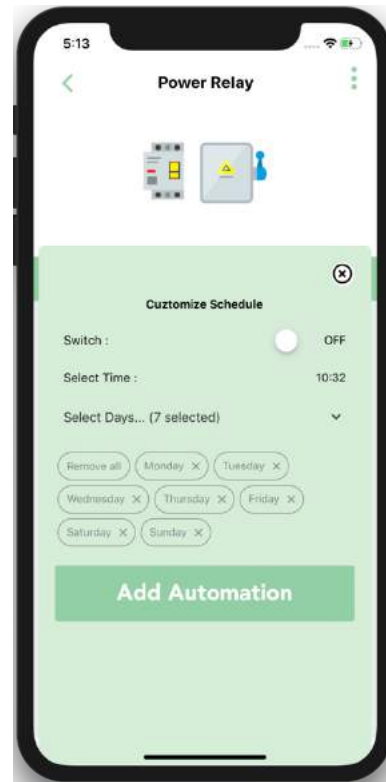 5:13
Power Relay
Cuztomize Schedule
Switch : OFF
Select Time : 10:32
Select Days... (7 selected)
Remove all Monday × Tuesday ×
Wednesday × Thursday × Friday ×
Saturday × Sunday ×
Add Automation